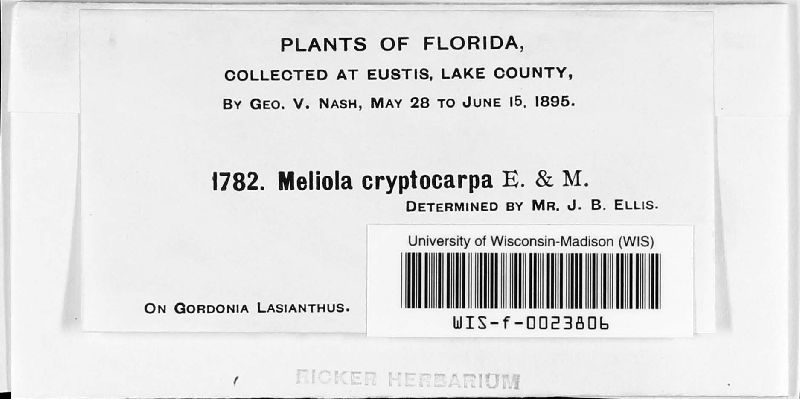 PLANTS OF FLORIDA,
COLLECTED AT EUSTIS, LAKE COUNTY,
BY GEO. V. NASH, MAY 28 TO JUNE 15, 1895.
1782. Meliola cryptocarpa E. & M.
DETERMINED BY MR. J. B. ELLIS.
University of Wisconsin-Madison (WIS)
WIS-f-0023806
ON GORDONIA LASIANTHUS.
RICKER HERBARIUM